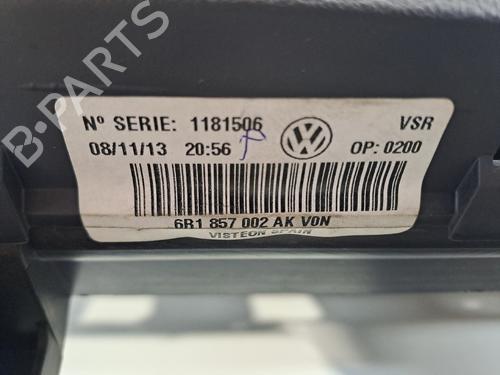 B-PARTS
Nº SERIE: 1181506 VSR
08/11/13 20:56 OP: 0200
6R1 857 002 AK VON
VISTEON SPAIN